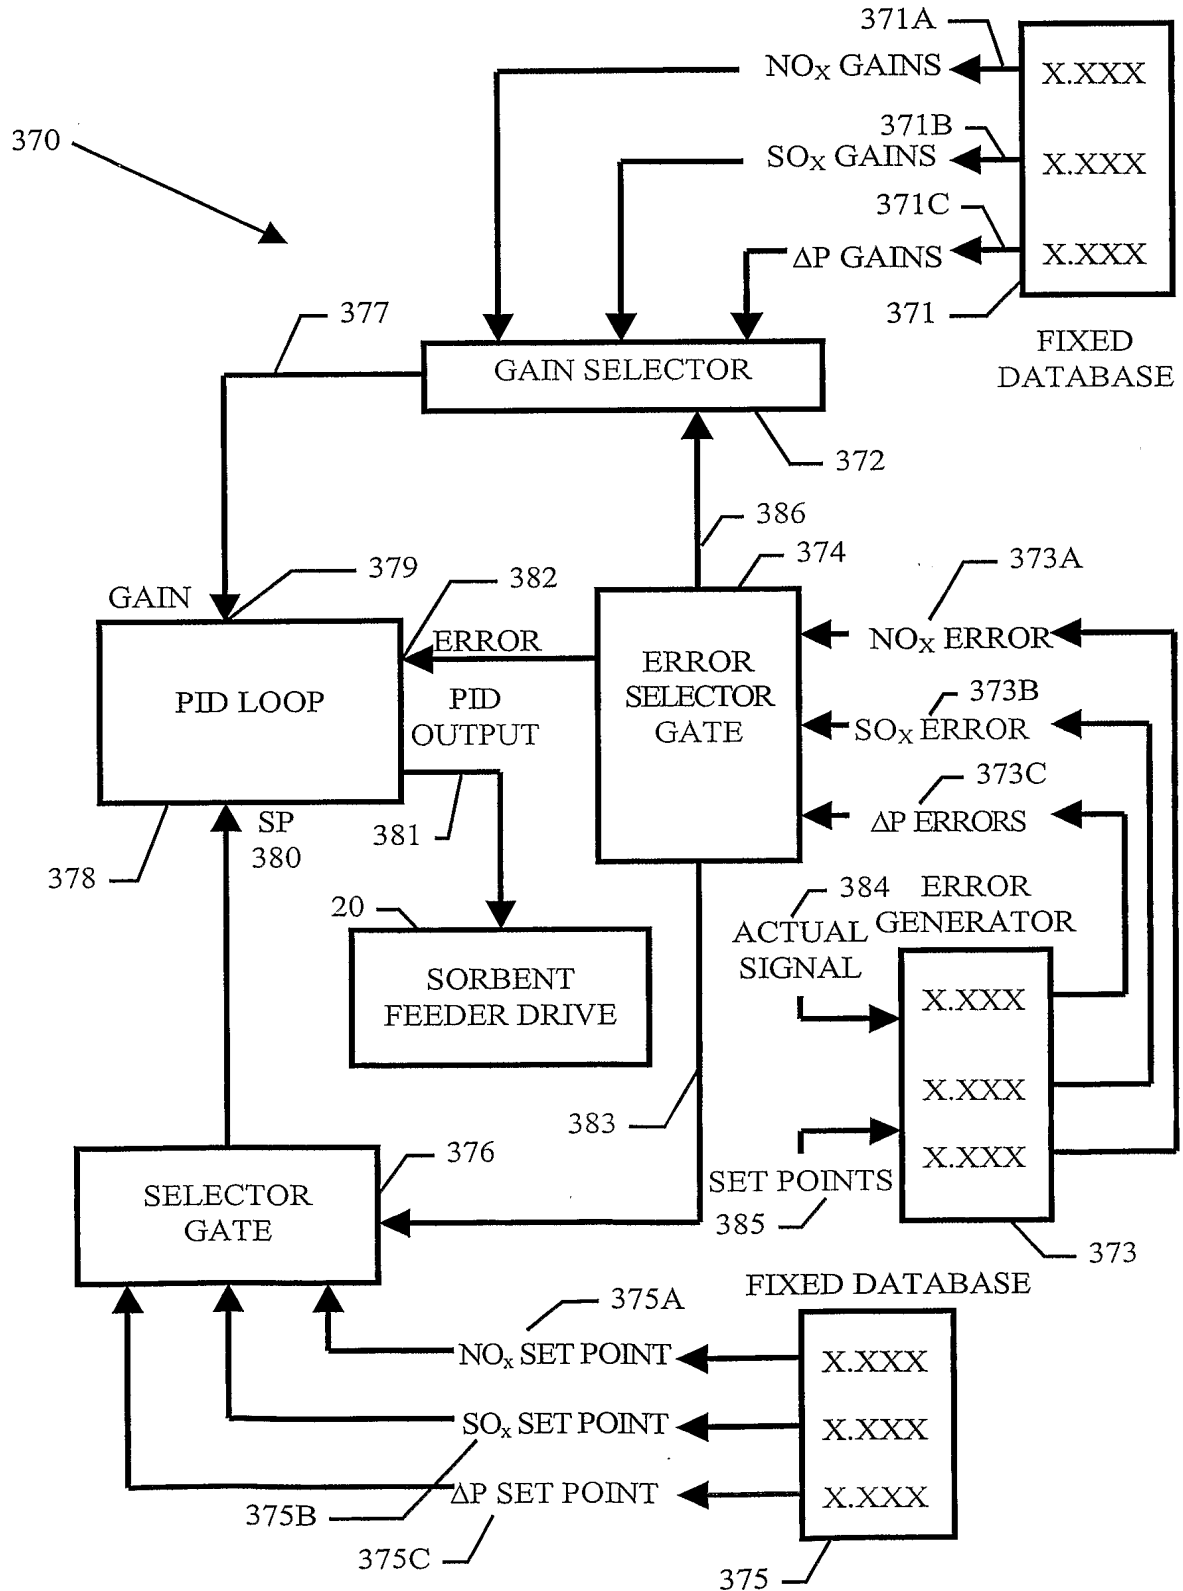 371A
NOX GAINS
X.XXX
370
371B
SOX GAINS
X.XXX
371C
ΔP GAINS
X.XXX
371
377
FIXED
DATABASE
GAIN SELECTOR
372
386
374
379
382
373A
GAIN
ERROR
NOX ERROR
PID LOOP
ERROR
SELECTOR
GATE
PID
OUTPUT
373B
SOX ERROR
373C
ΔP ERRORS
SP
380
381
378
384
ERROR
GENERATOR
ACTUAL
SIGNAL
20
SORBENT
FEEDER DRIVE
X.XXX
X.XXX
X.XXX
383
376
SELECTOR
GATE
SET POINTS
385
373
FIXED DATABASE
375A
NOx SET POINT
X.XXX
SOx SET POINT
X.XXX
ΔP SET POINT
X.XXX
375B
375C
375